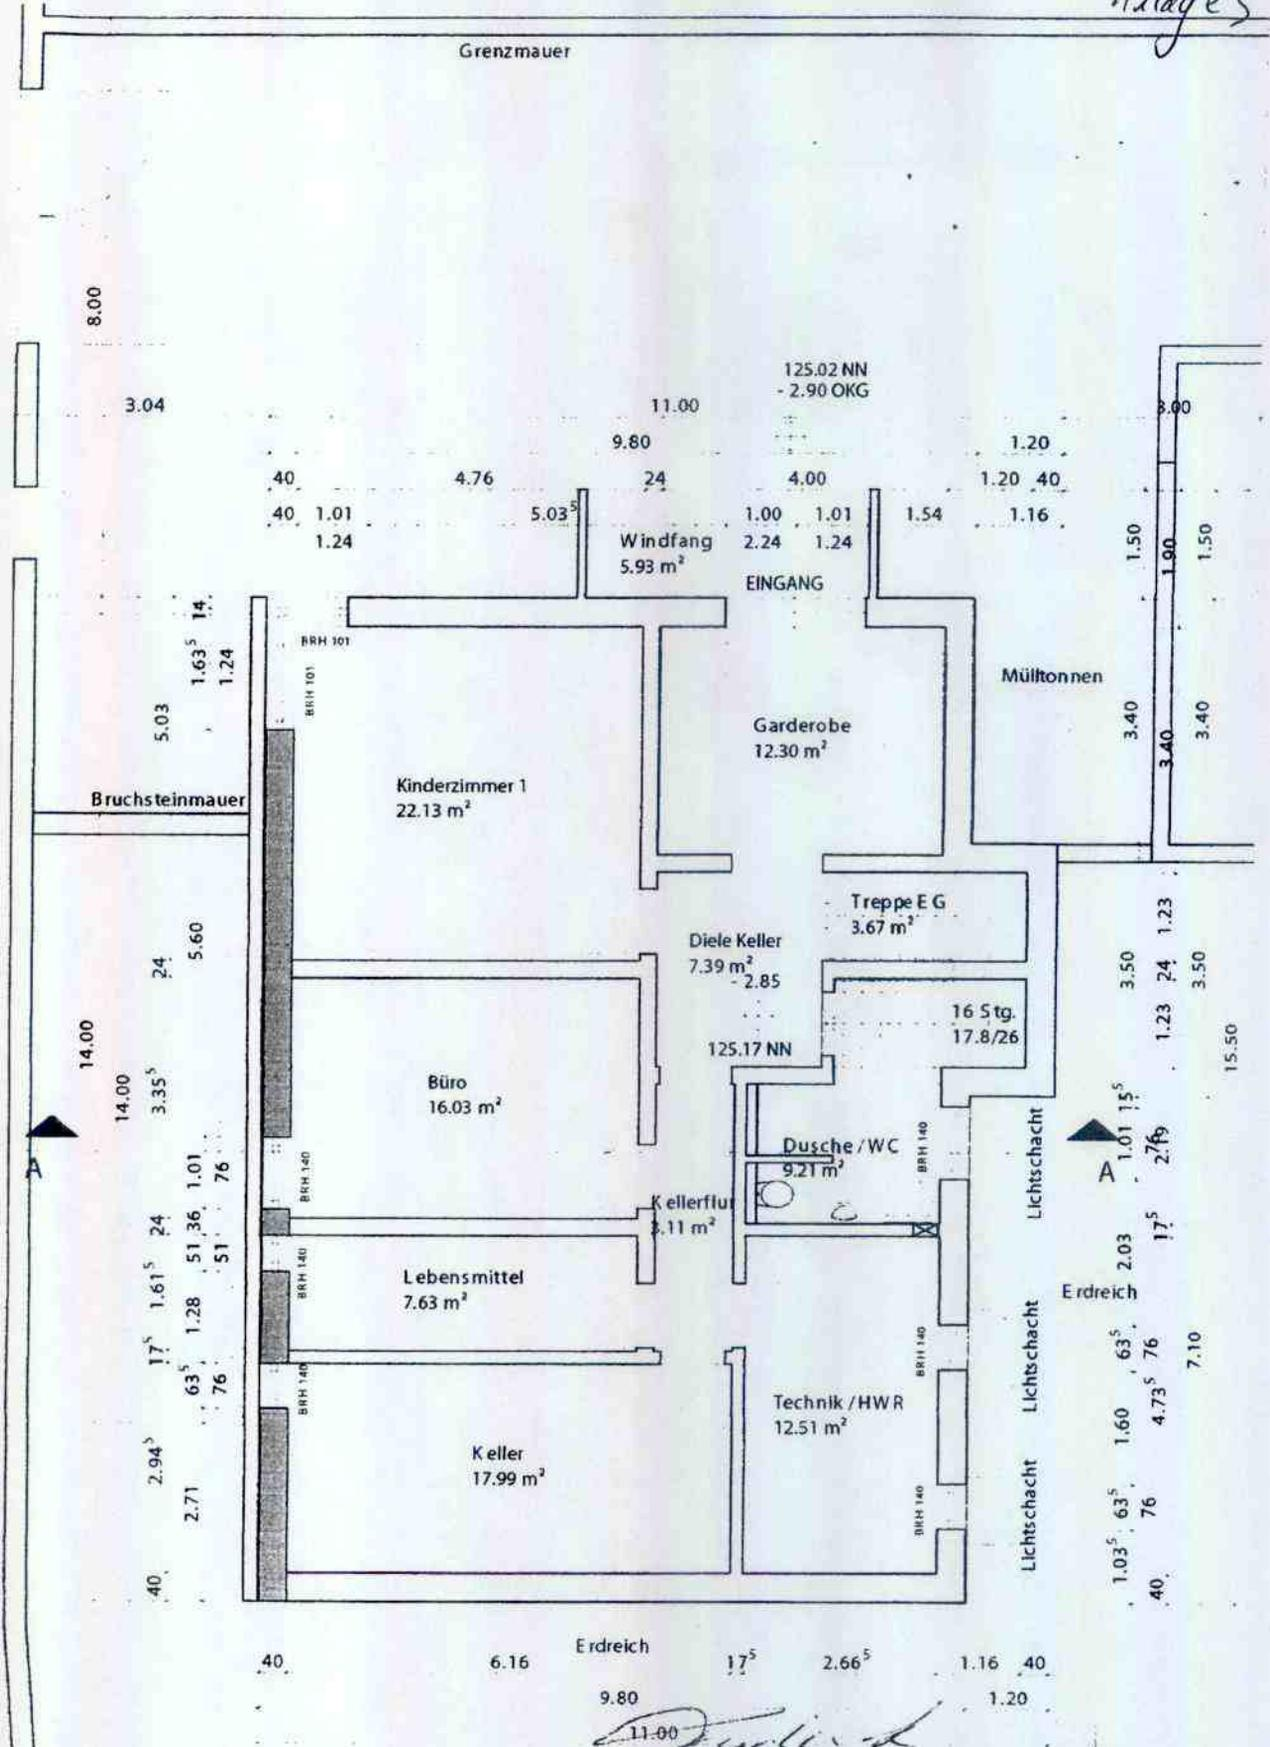 Grenzmauer
8.00
125.02 NN
- 2.90 OKG
3.04
11.00
3.00
9.80
1.20
40
4.76
24
4.00
1.20
40
40
1.01
5.03⁵
1.00
1.01
1.54
1.16
1.24
2.24
1.24
Windfang
5.93 m²
EINGANG
1.50
1.90
1.50
14
1.63⁵
1.24
BRH 101
BRH 101
5.03
Mülltonnen
Garderobe
12.30 m²
3.40
3.40
3.40
Kinderzimmer 1
22.13 m²
Bruchsteinmauer
Treppe EG
3.67 m²
1.23
Diele Keller
7.39 m²
- 2.85
5.60
24
3.50
24
3.50
16 Stg.
17.8/26
1.23
125.17 NN
14.00
14.00
3.35⁵
15.50
Büro
16.03 m²
A
1.01
76
BRH 140
Dusche/WC
9.21 m²
BRH 140
Lichtschacht
1.01
15⁵
76
2.19
A
Kellerflur
3.11 m²
24
51
36
51
17⁵
2.03
BRH 140
Lebensmittel
7.63 m²
Erdreich
1.61⁵
1.28
17⁵
63⁵
76
BRH 140
BRH 140
Lichtschacht
63⁵
76
7.10
Technik/HWR
12.51 m²
1.60
4.73⁵
Keller
17.99 m²
2.94⁵
2.71
BRH 140
Lichtschacht
63⁵
76
1.03⁵
40
40
Erdreich
40
6.16
17⁵
2.66⁵
1.16
40
9.80
1.20
11.00